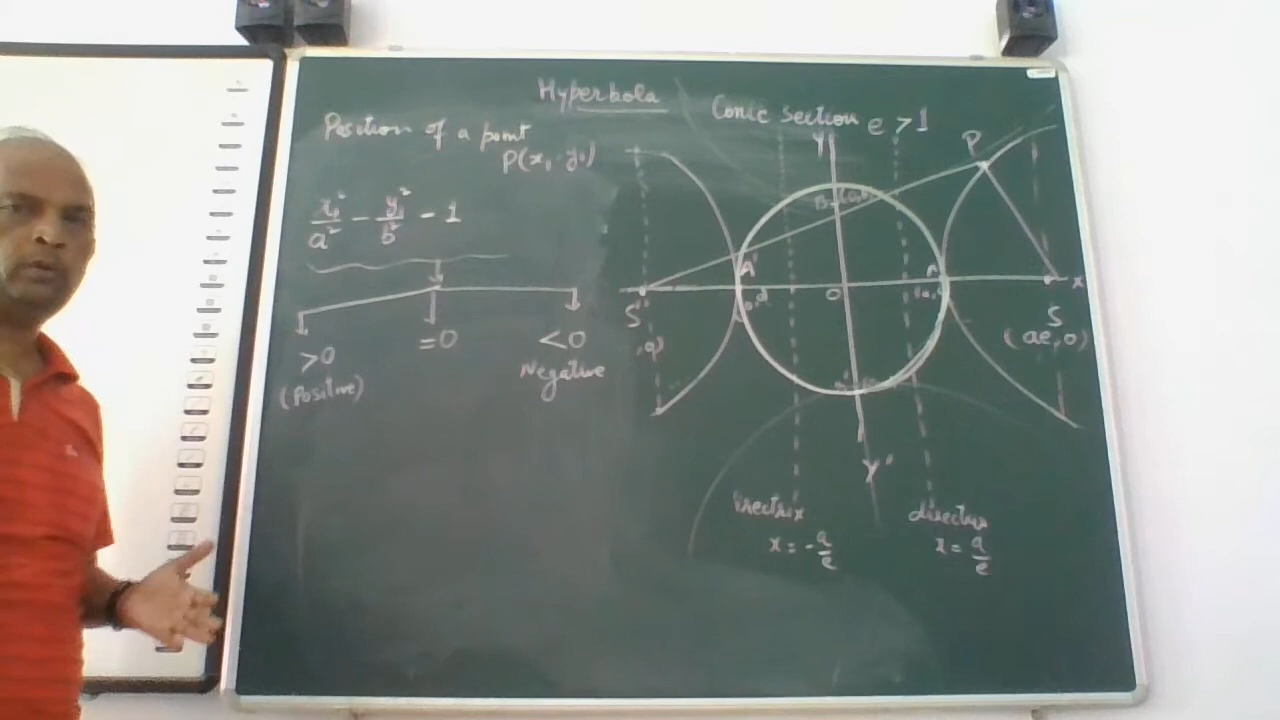 Hyperbola
Conic section e > 1
Position of a point
P(x₁, y₁)
x₁²/a² - y₁²/b² - 1
>0
(Positive)
=0
<0
Negative
Y
P
B
A'
A
O
X
S'
S
(ae, 0)
Y'
directrix
x = a/e
x = -a/e